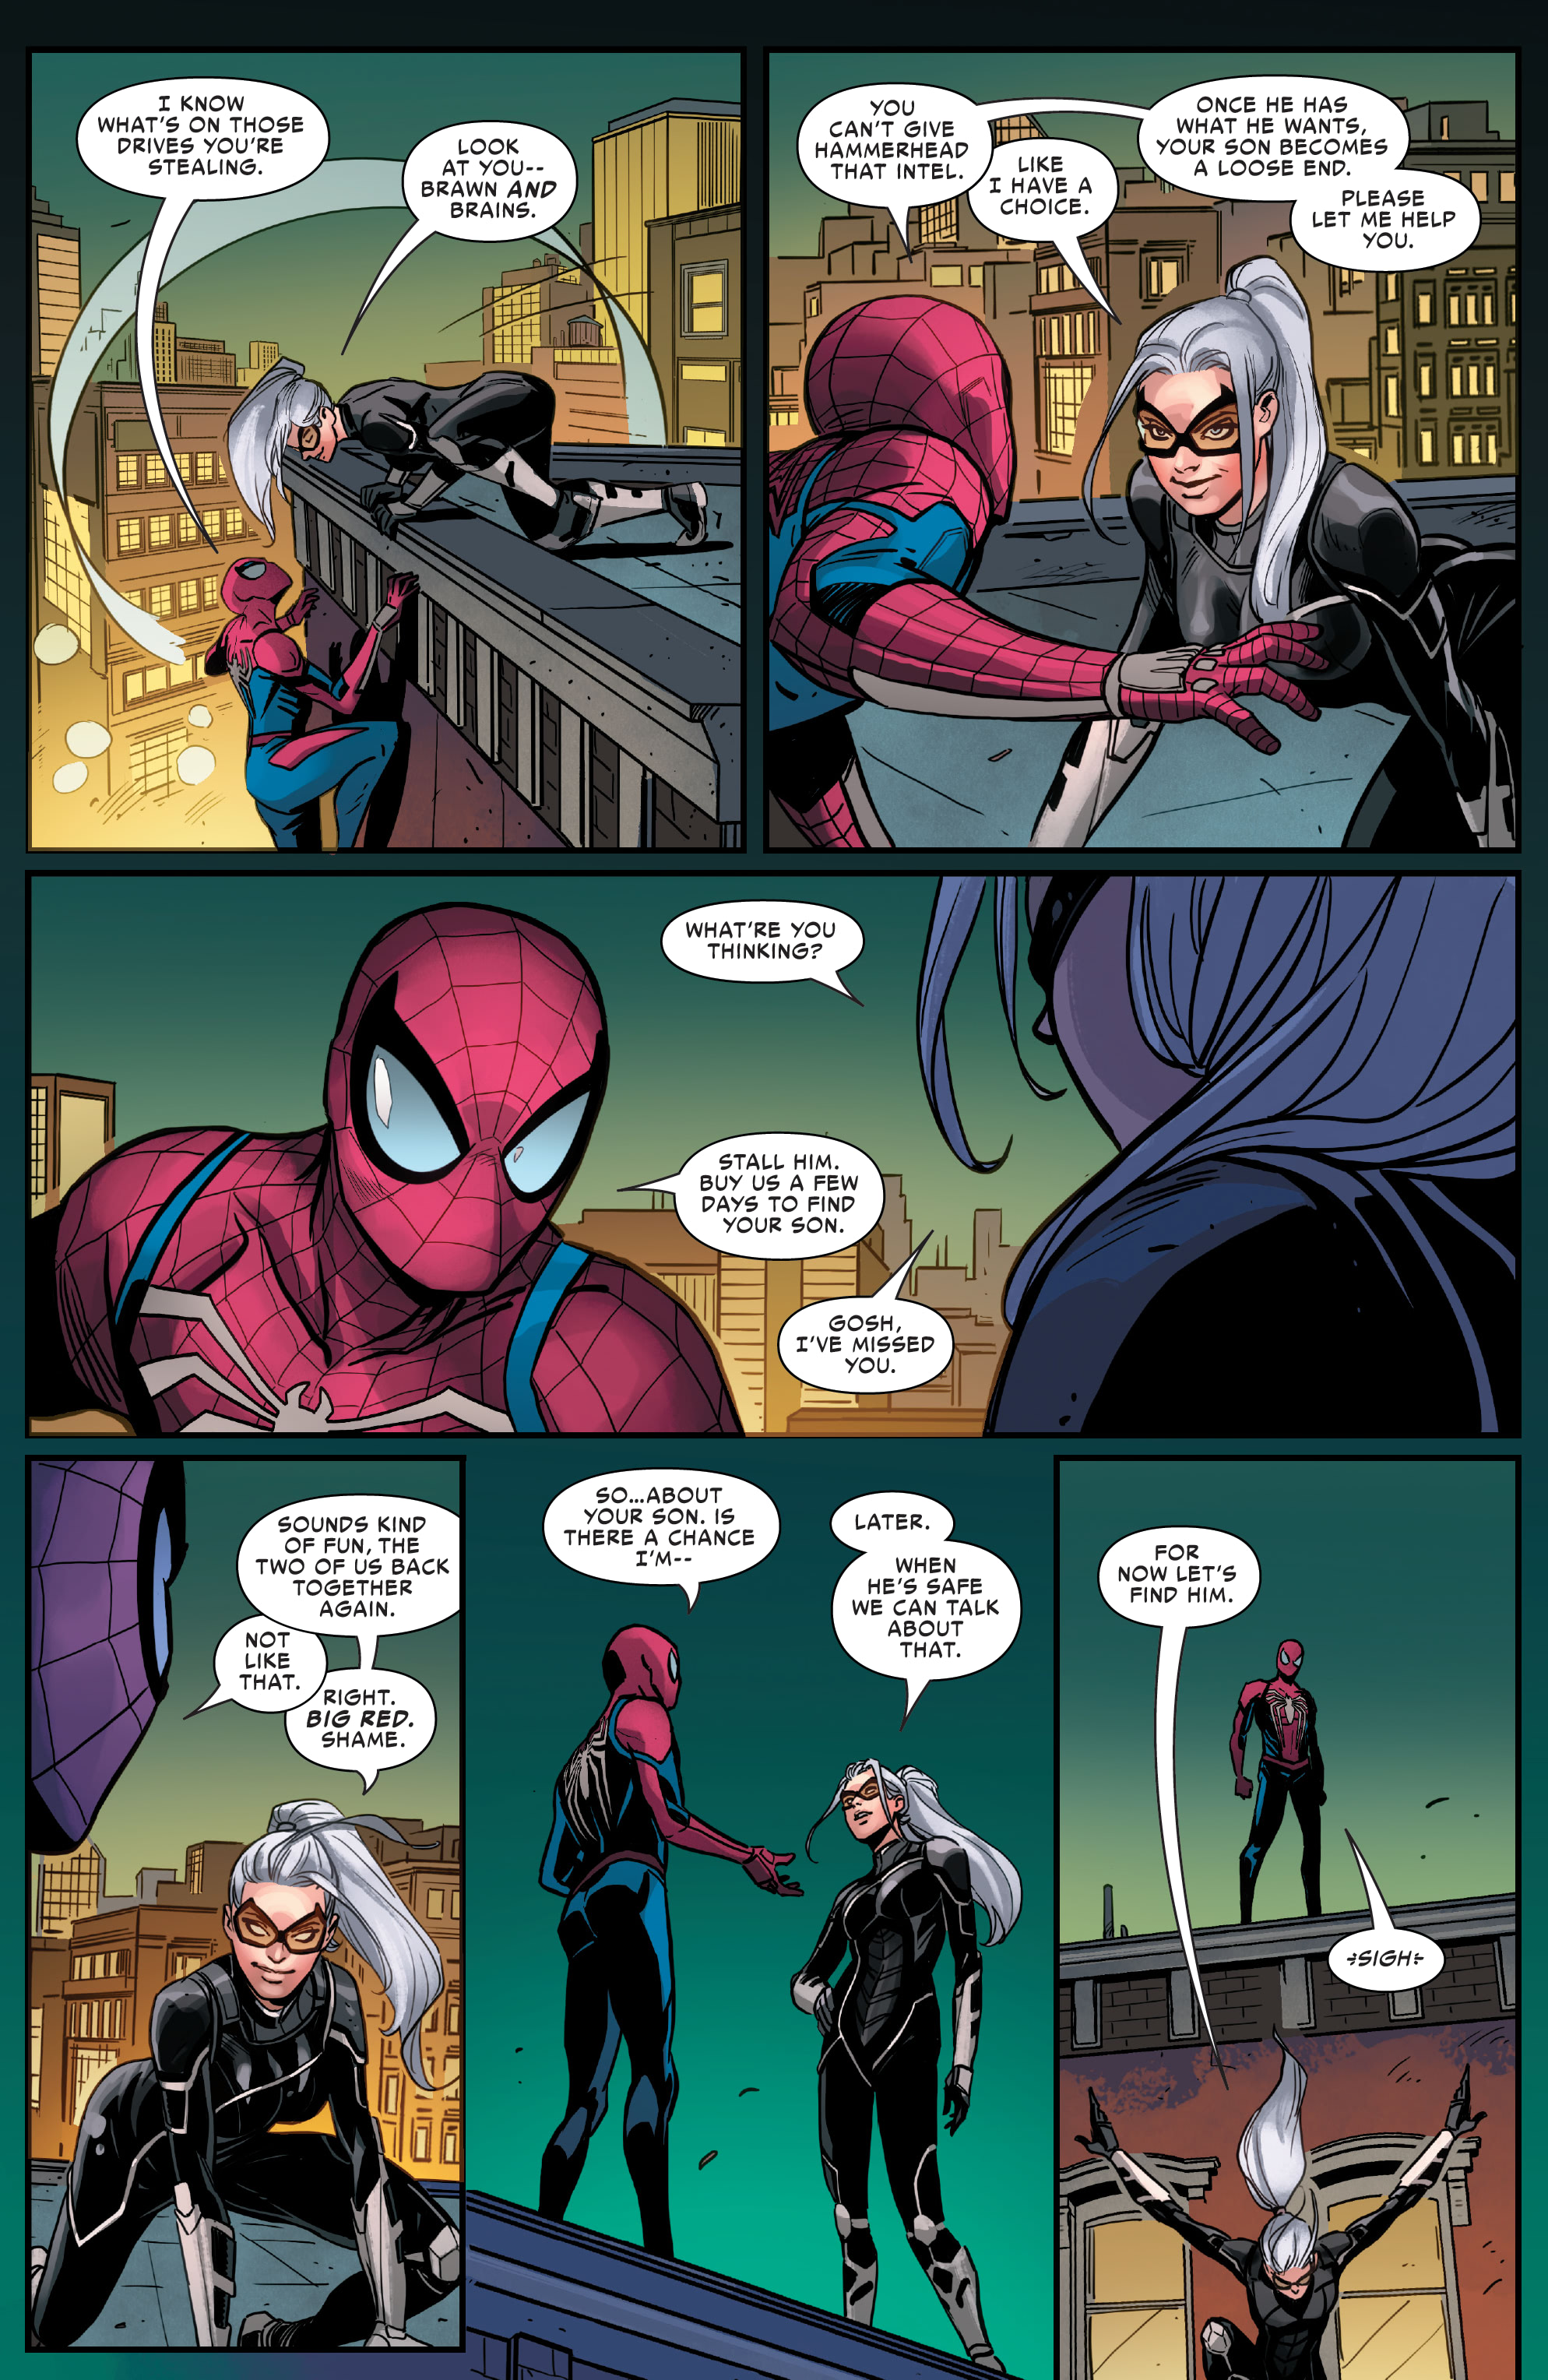 I KNOW
WHAT'S ON THOSE
DRIVES YOU'RE
STEALING.
LOOK
AT YOU--
BRAWN AND
BRAINS.
YOU
CAN'T GIVE
HAMMERHEAD
THAT INTEL.
LIKE
I HAVE A
CHOICE.
ONCE HE HAS
WHAT HE WANTS,
YOUR SON BECOMES
A LOOSE END.
PLEASE
LET ME HELP
YOU.
WHAT'RE YOU
THINKING?
STALL HIM.
BUY US A FEW
DAYS TO FIND
YOUR SON.
GOSH,
I'VE MISSED
YOU.
SOUNDS KIND
OF FUN, THE
TWO OF US BACK
TOGETHER
AGAIN.
NOT
LIKE
THAT.
RIGHT.
BIG RED.
SHAME.
SO...ABOUT
YOUR SON. IS
THERE A CHANCE
I'M--
LATER.
WHEN
HE'S SAFE
WE CAN TALK
ABOUT
THAT.
FOR
NOW LET'S
FIND HIM.
SIGH